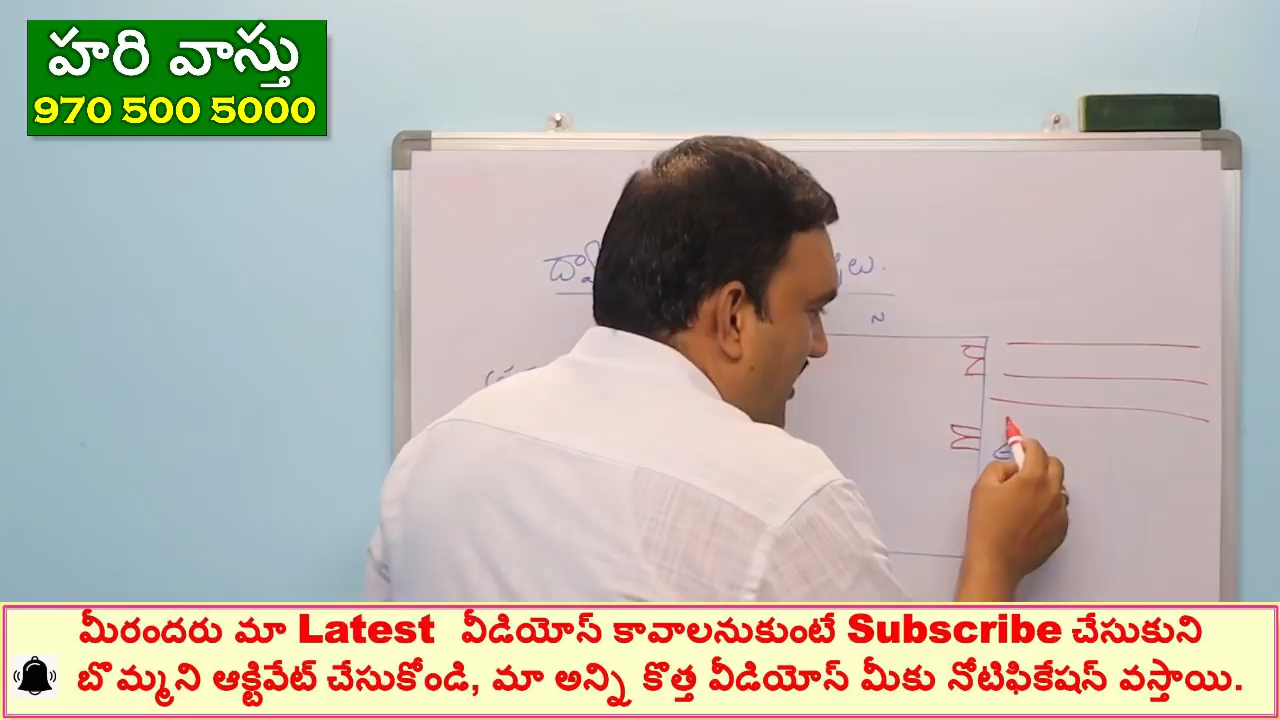 హరి వాస్తు
970 500 5000
మీరందరు మా Latest వీడియోస్ కావాలనుకుంటే Subscribe చేసుకుని
బొమ్మని ఆక్టివేట్ చేసుకోండి, మా అన్ని కొత్త వీడియోస్ మీకు నోటిఫికేషన్ వస్తాయి.